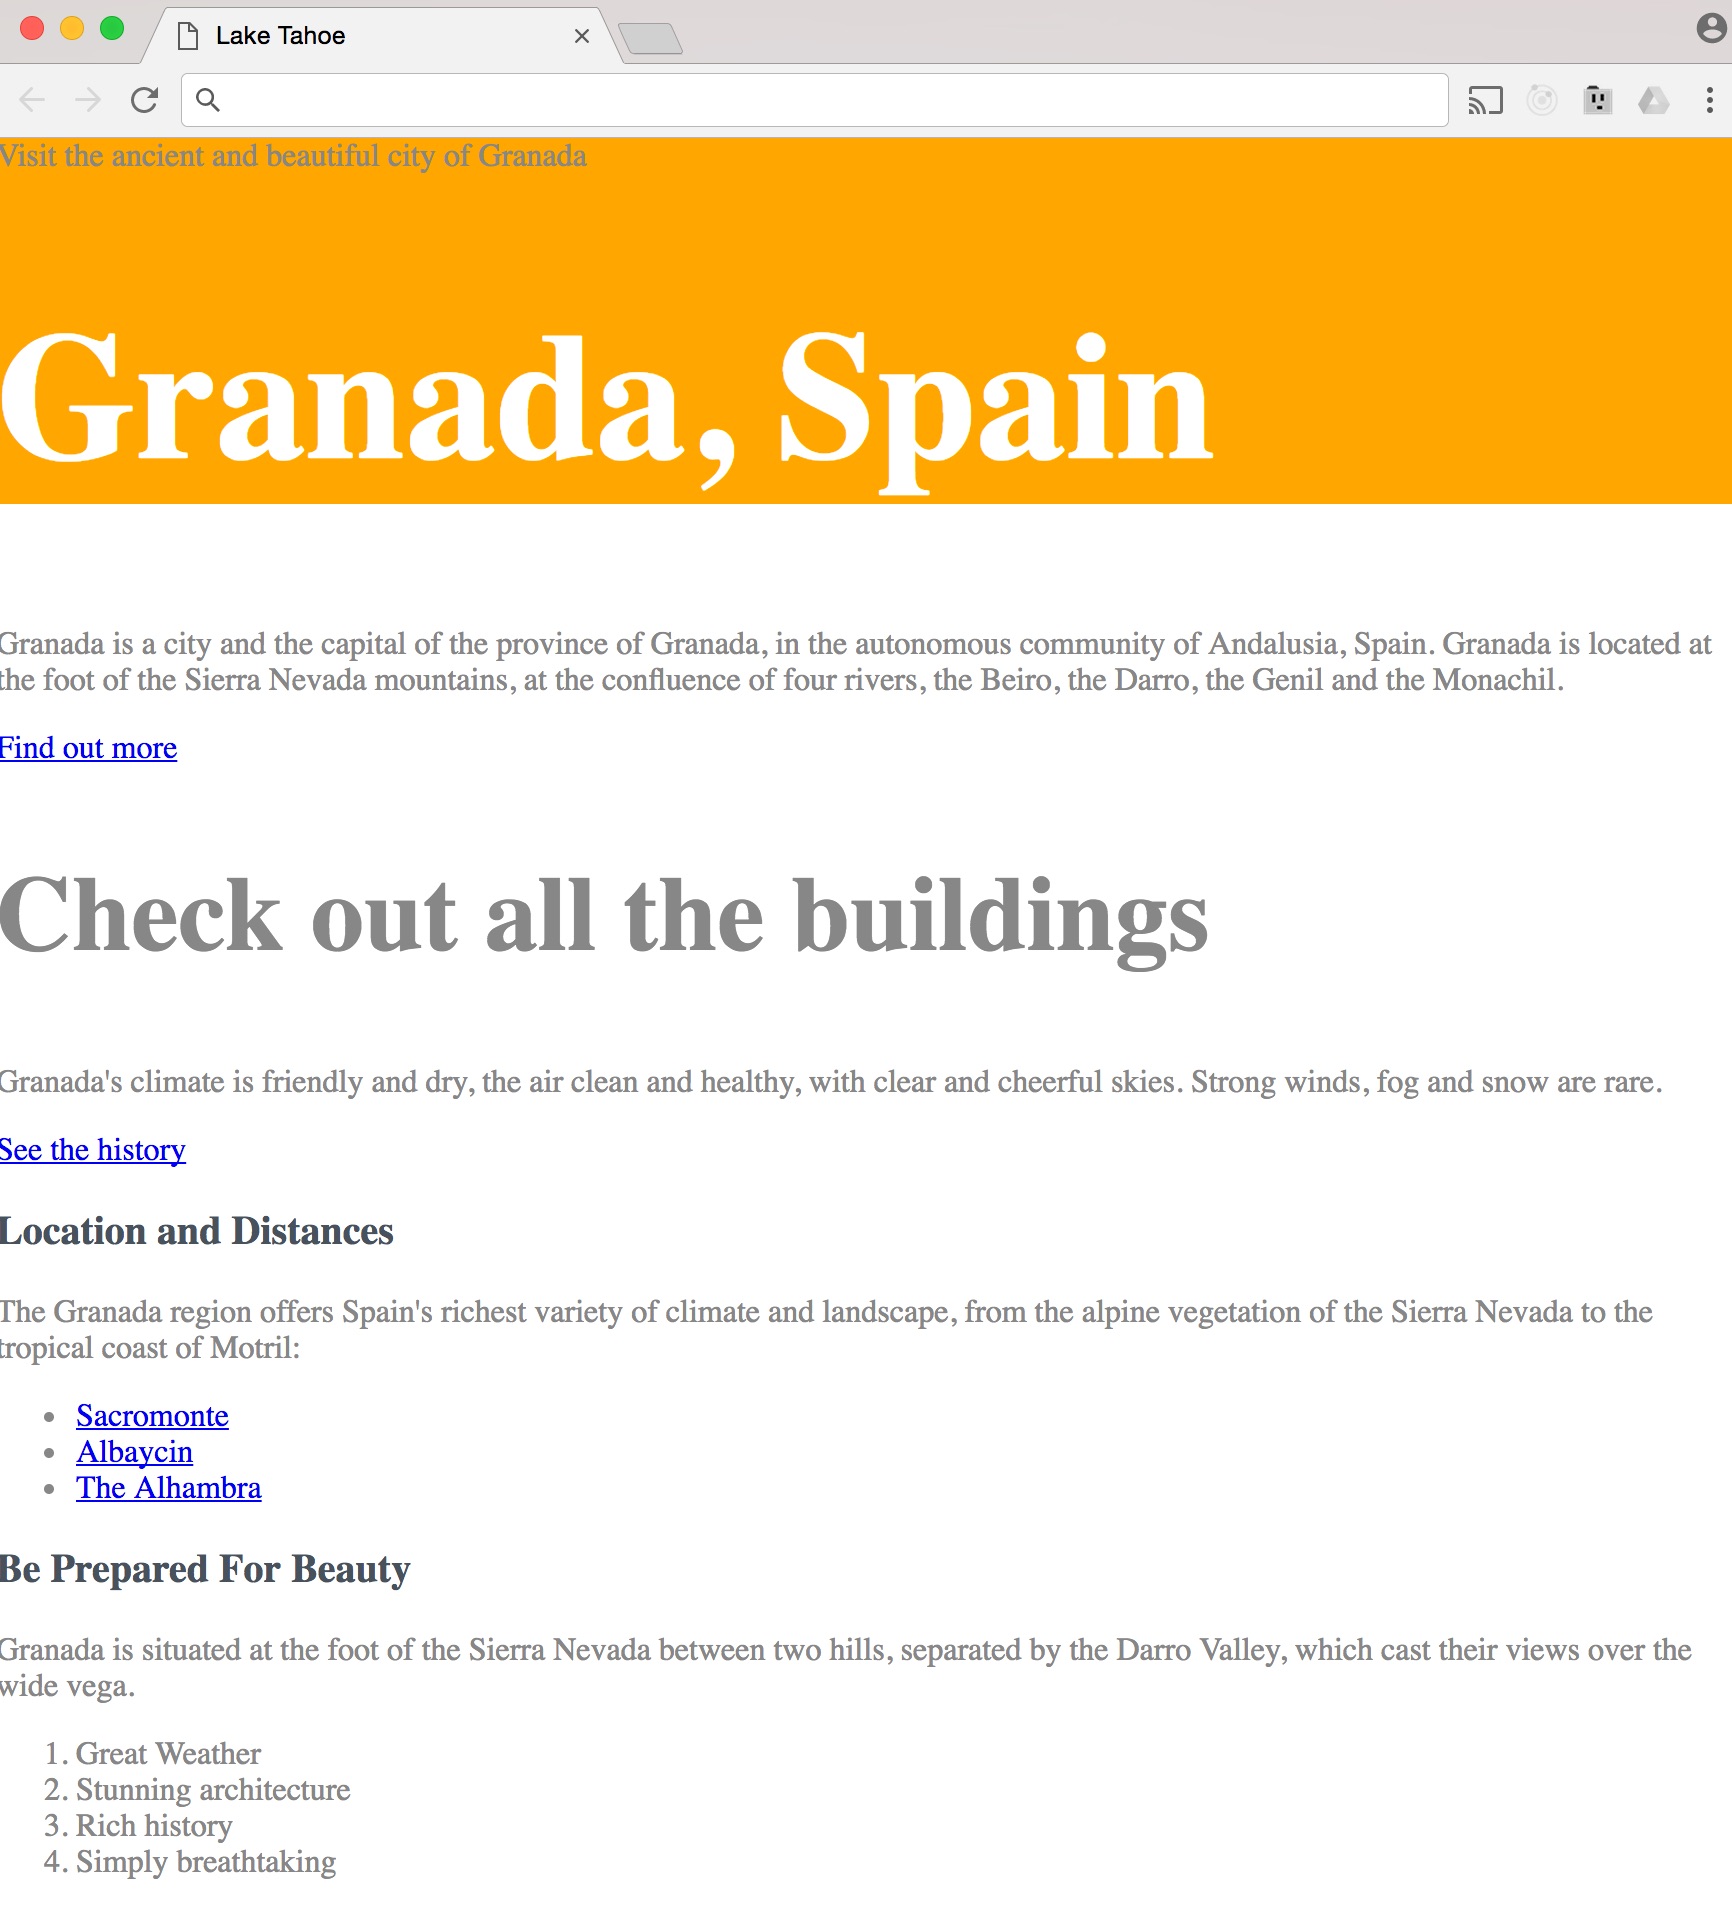 Lake Tahoe
Visit the ancient and beautiful city of Granada
Granada, Spain
Granada is a city and the capital of the province of Granada, in the autonomous community of Andalusia, Spain. Granada is located at
the foot of the Sierra Nevada mountains, at the confluence of four rivers, the Beiro, the Darro, the Genil and the Monachil.
Find out more
Check out all the buildings
Granada's climate is friendly and dry, the air clean and healthy, with clear and cheerful skies. Strong winds, fog and snow are rare.
See the history
Location and Distances
The Granada region offers Spain's richest variety of climate and landscape, from the alpine vegetation of the Sierra Nevada to the
tropical coast of Motril:
• Sacromonte
• Albaycin
• The Alhambra
Be Prepared For Beauty
Granada is situated at the foot of the Sierra Nevada between two hills, separated by the Darro Valley, which cast their views over the
wide vega.
1. Great Weather
2. Stunning architecture
3. Rich history
4. Simply breathtaking